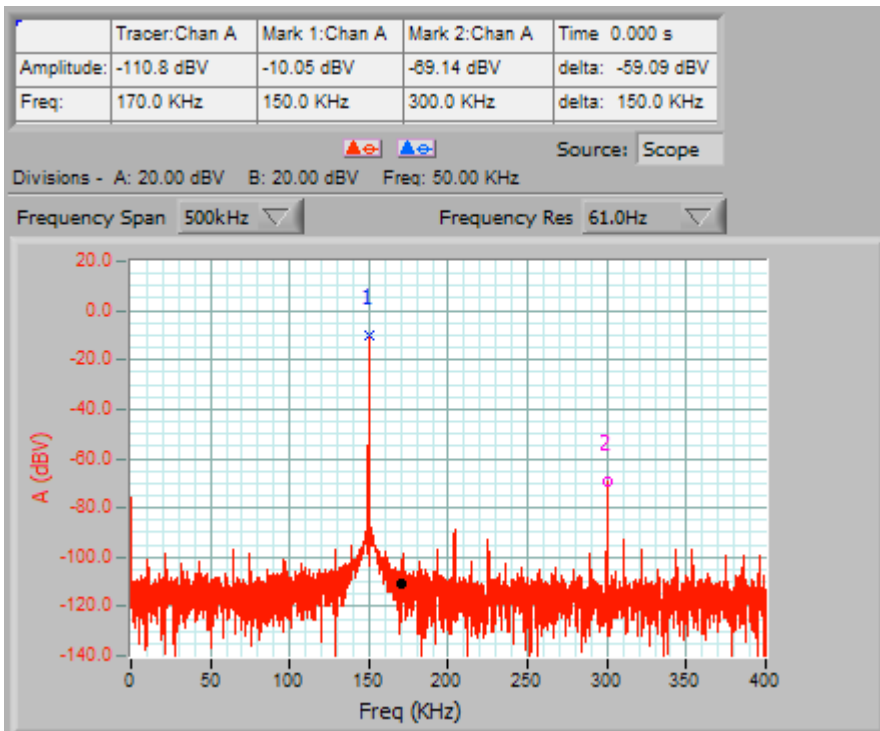 Tracer:Chan A Mark 1:Chan A Mark 2:Chan A Time 0.000 s
Amplitude: -110.8 dBV -10.05 dBV -69.14 dBV delta: -59.09 dBV
Freq: 170.0 KHz 150.0 KHz 300.0 KHz delta: 150.0 KHz
Source: Scope
Divisions - A: 20.00 dBV B: 20.00 dBV Freq: 50.00 KHz
Frequency Span 500kHz Frequency Res 61.0Hz
20.0
1
0.0
-20.0
-40.0
2
-60.0
A (dBV)
-80.0
-100.0
-120.0
-140.0
0 50 100 150 200 250 300 350 400
Freq (KHz)